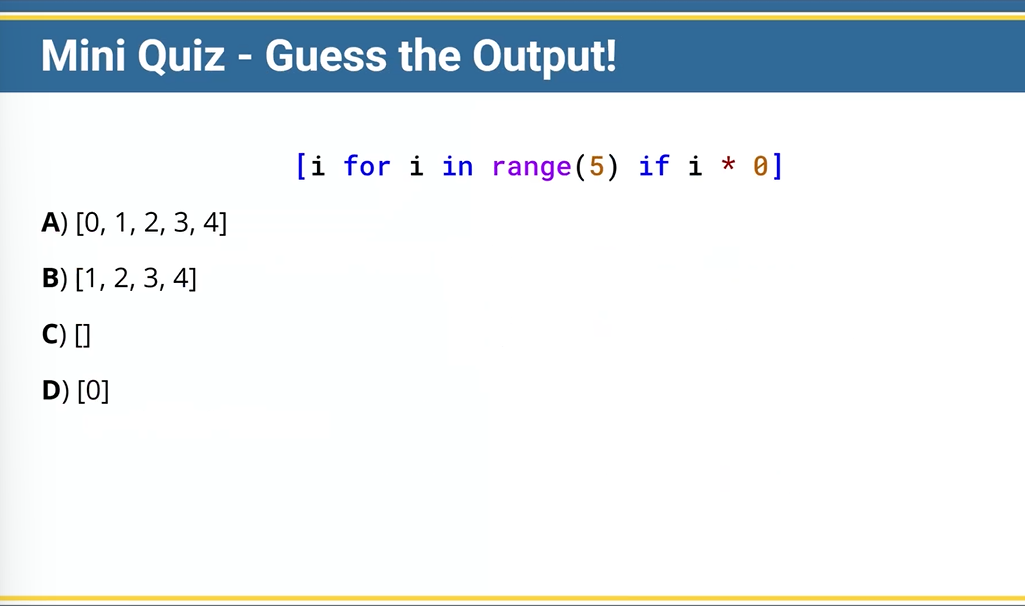 Mini Quiz - Guess the Output!
[i for i in range(5) if i * 0]
A) [0, 1, 2, 3, 4]
B) [1, 2, 3, 4]
C) []
D) [0]